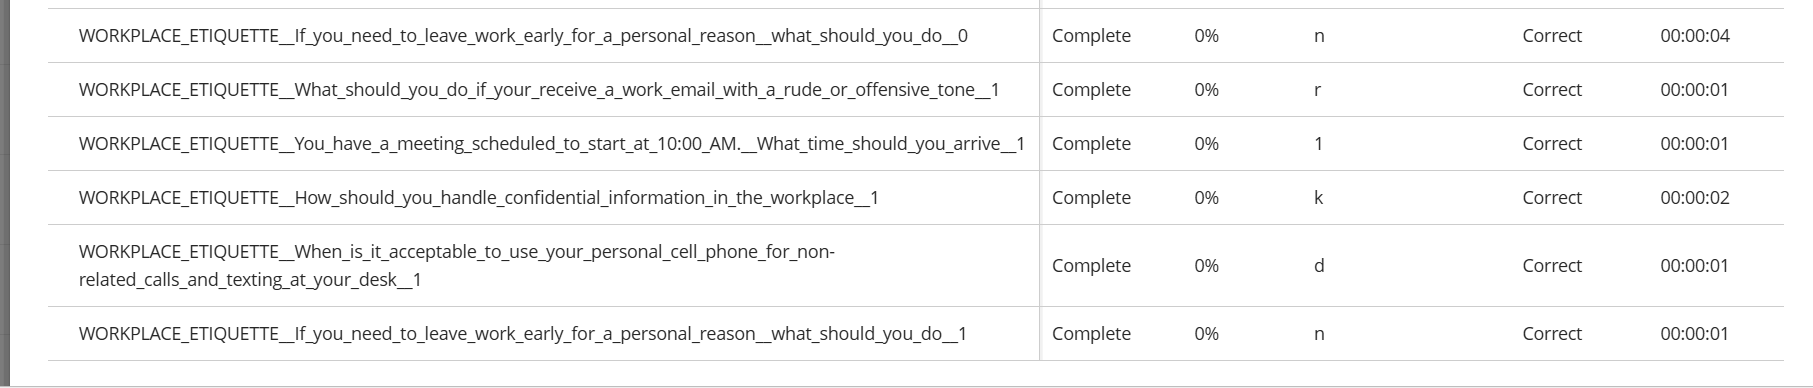 WORKPLACE_ETIQUETTE__If_you_need_to_leave_work_early_for_a_personal_reason__what_should_you_do__0 Complete 0% n Correct 00:00:04
WORKPLACE_ETIQUETTE__What_should_you_do_if_your_receive_a_work_email_with_a_rude_or_offensive_tone__1 Complete 0% r Correct 00:00:01
WORKPLACE_ETIQUETTE__You_have_a_meeting_scheduled_to_start_at_10:00_AM.__What_time_should_you_arrive__1 Complete 0% 1 Correct 00:00:01
WORKPLACE_ETIQUETTE__How_should_you_handle_confidential_information_in_the_workplace__1 Complete 0% k Correct 00:00:02
WORKPLACE_ETIQUETTE__When_is_it_acceptable_to_use_your_personal_cell_phone_for_non-
related_calls_and_texting_at_your_desk__1 Complete 0% d Correct 00:00:01
WORKPLACE_ETIQUETTE__If_you_need_to_leave_work_early_for_a_personal_reason__what_should_you_do__1 Complete 0% n Correct 00:00:01